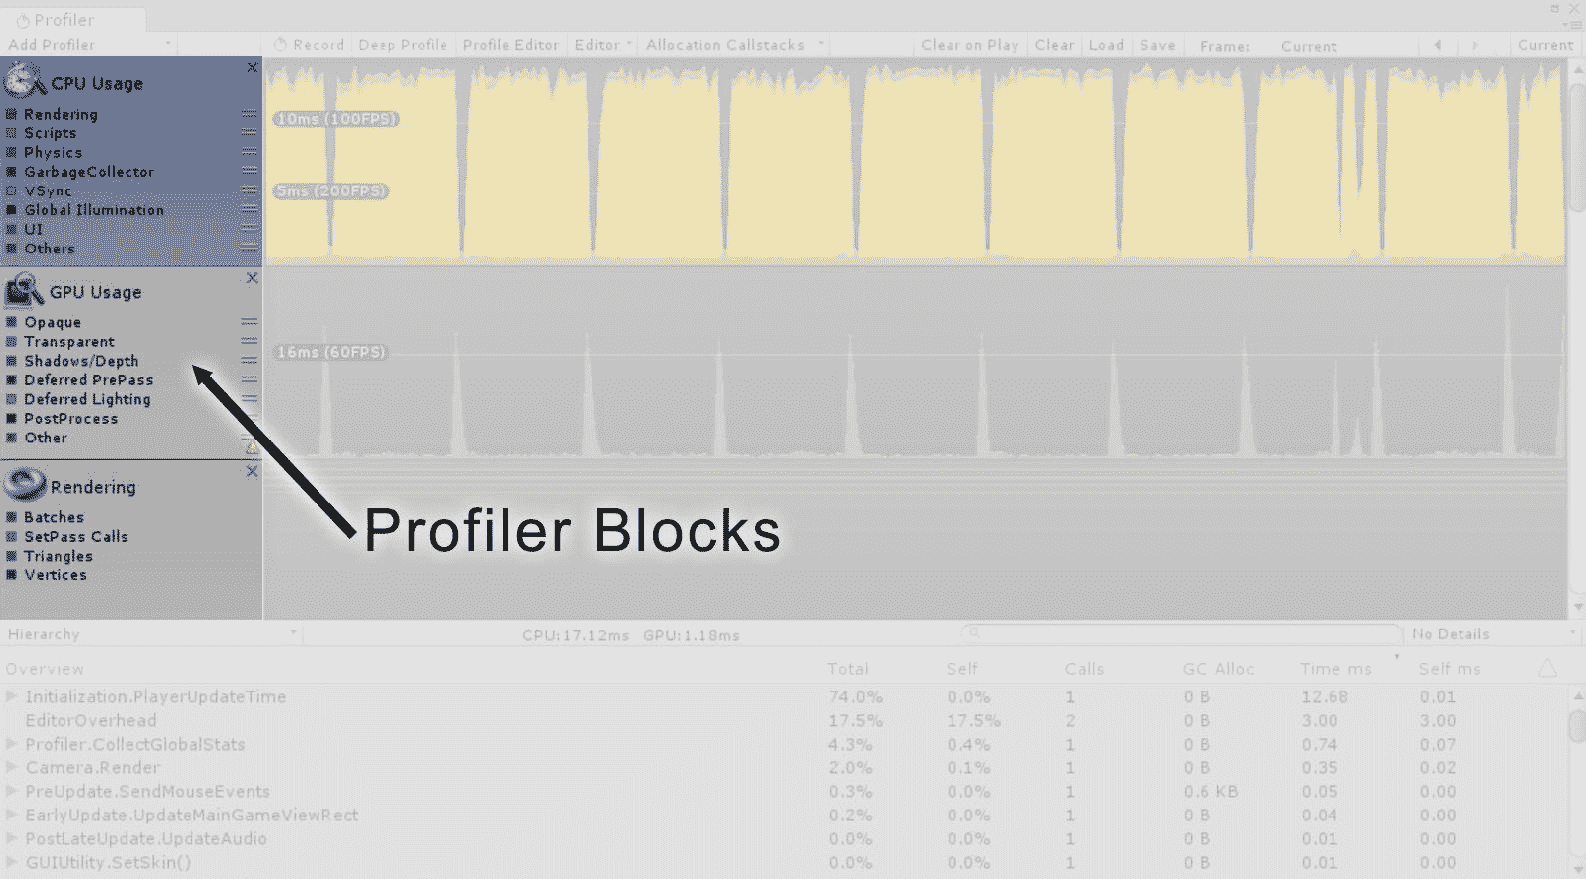 Profiler
Add Profiler Record Deep Profile Profile Editor Editor Allocation Callstacks Clear on Play Clear Load Save Frame: Current Current
CPU Usage
Rendering
Scripts
Physics
GarbageCollector
VSync
Global Illumination
UI
Others
10ms (100FPS)
5ms (200FPS)
GPU Usage
Opaque
Transparent
Shadows/Depth
Deferred PrePass
Deferred Lighting
PostProcess
Other
16ms (60FPS)
Rendering
Batches
SetPass Calls
Triangles
Vertices
Profiler Blocks
Hierarchy CPU:17.12ms GPU:1.18ms No Details
Overview Total Self Calls GC Alloc Time ms Self ms
Initialization.PlayerUpdateTime 74.0% 0.0% 1 0 B 12.68 0.01
EditorOverhead 17.5% 17.5% 2 0 B 3.00 3.00
Profiler.CollectGlobalStats 4.3% 0.4% 1 0 B 0.74 0.07
Camera.Render 2.0% 0.1% 1 0 B 0.35 0.02
PreUpdate.SendMouseEvents 0.3% 0.0% 1 0.6 KB 0.05 0.00
EarlyUpdate.UpdateMainGameViewRect 0.2% 0.0% 1 0 B 0.04 0.00
PostLateUpdate.UpdateAudio 0.0% 0.0% 1 0 B 0.01 0.00
GUIUtility.SetSkin() 0.0% 0.0% 1 0 B 0.01 0.00